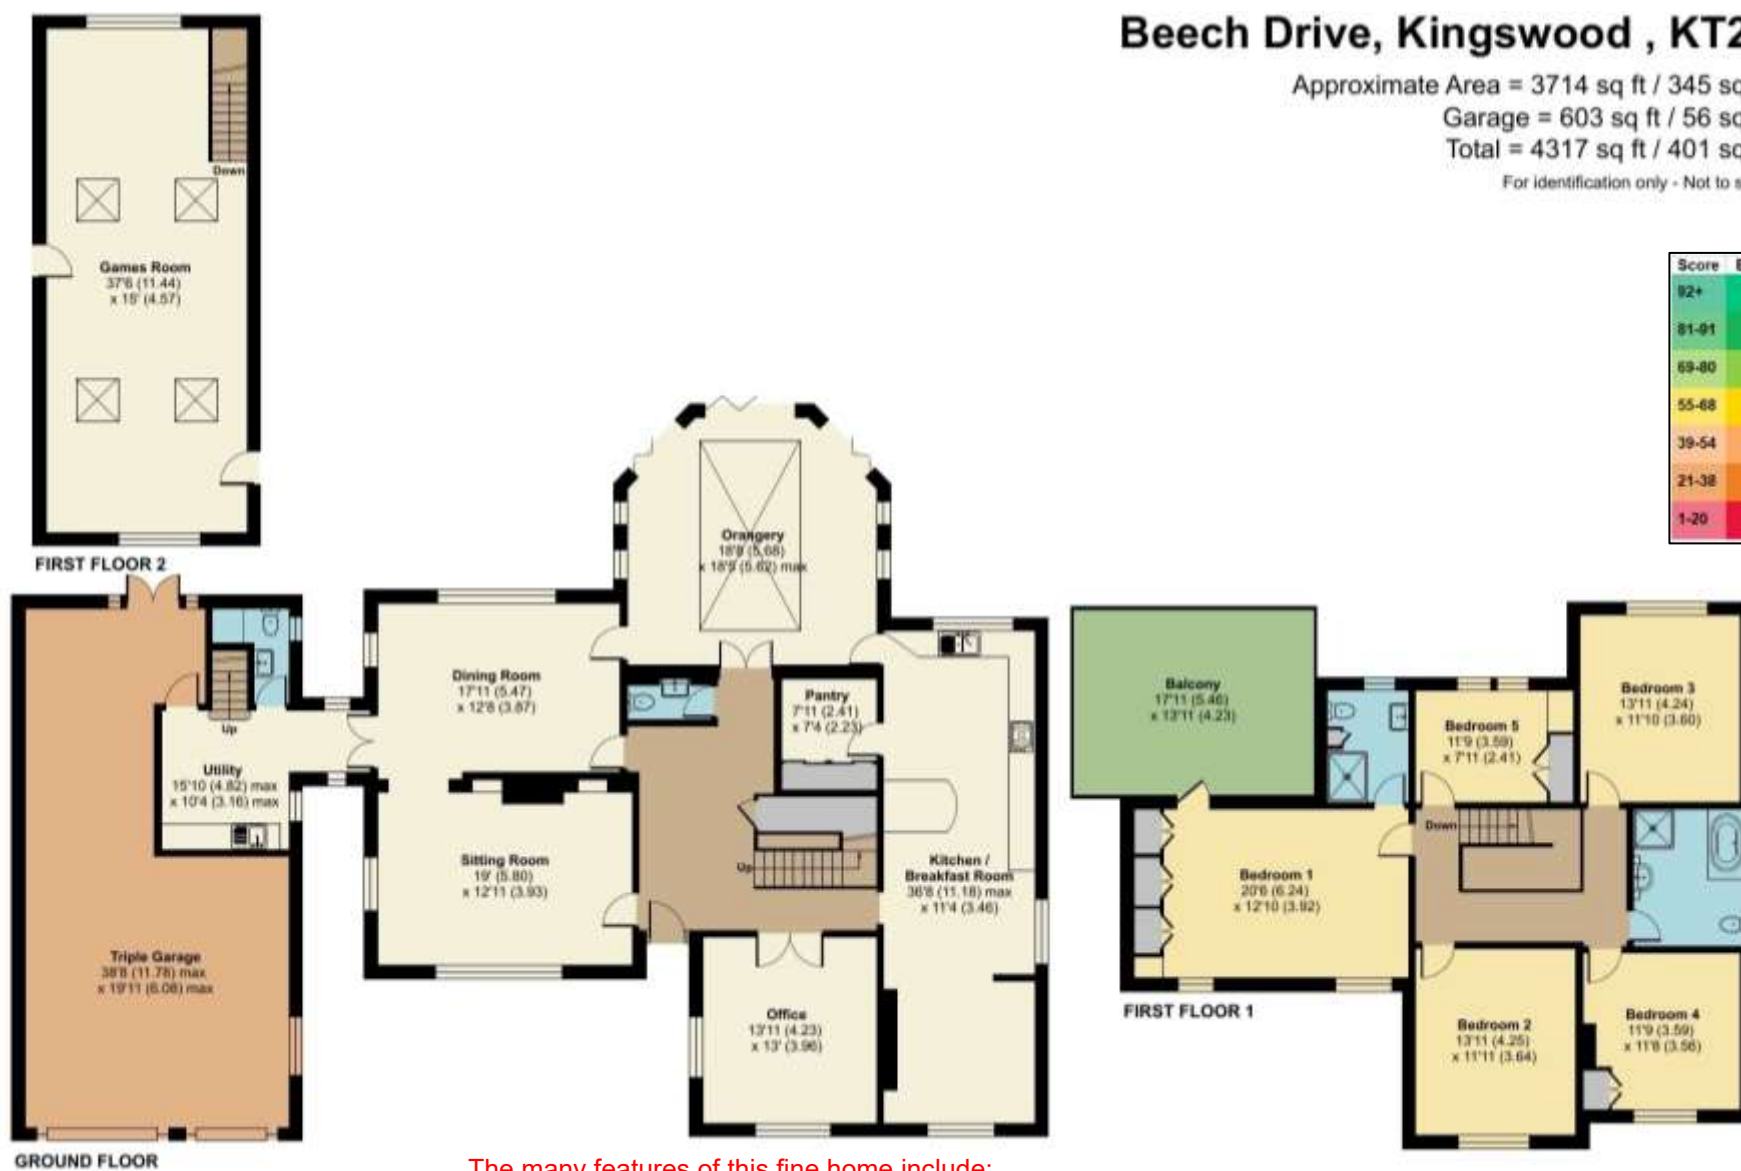 Beech Drive, Kingswood , KT2
Approximate Area = 3714 sq ft / 345 sq
Garage = 603 sq ft / 56 sq
Total = 4317 sq ft / 401 sq
For identification only - Not to s
Down
Games Room
37'6 (11.44)
x 15' (4.57)
FIRST FLOOR 2
Score E
92+
81-91
69-80
55-68
39-54
21-38
1-20
Orangery
18'8 (5.68)
x 18'5 (5.62) max
Dining Room
17'11 (5.47)
x 12'8 (3.87)
Pantry
7'11 (2.41)
x 7'4 (2.23)
Up
Utility
15'10 (4.82) max
x 10'4 (3.16) max
Sitting Room
19' (5.80)
x 12'11 (3.93)
Up
Kitchen /
Breakfast Room
36'8 (11.18) max
x 11'4 (3.46)
Triple Garage
38'8 (11.78) max
x 19'11 (6.08) max
Office
13'11 (4.23)
x 13' (3.96)
GROUND FLOOR
Balcony
17'11 (5.46)
x 13'11 (4.23)
Bedroom 5
11'9 (3.59)
x 7'11 (2.41)
Bedroom 3
13'11 (4.24)
x 11'10 (3.60)
Down
Bedroom 1
20'6 (6.24)
x 12'10 (3.92)
FIRST FLOOR 1
Bedroom 2
13'11 (4.25)
x 11'11 (3.64)
Bedroom 4
11'9 (3.59)
x 11'8 (3.56)
The many features of this fine home include: